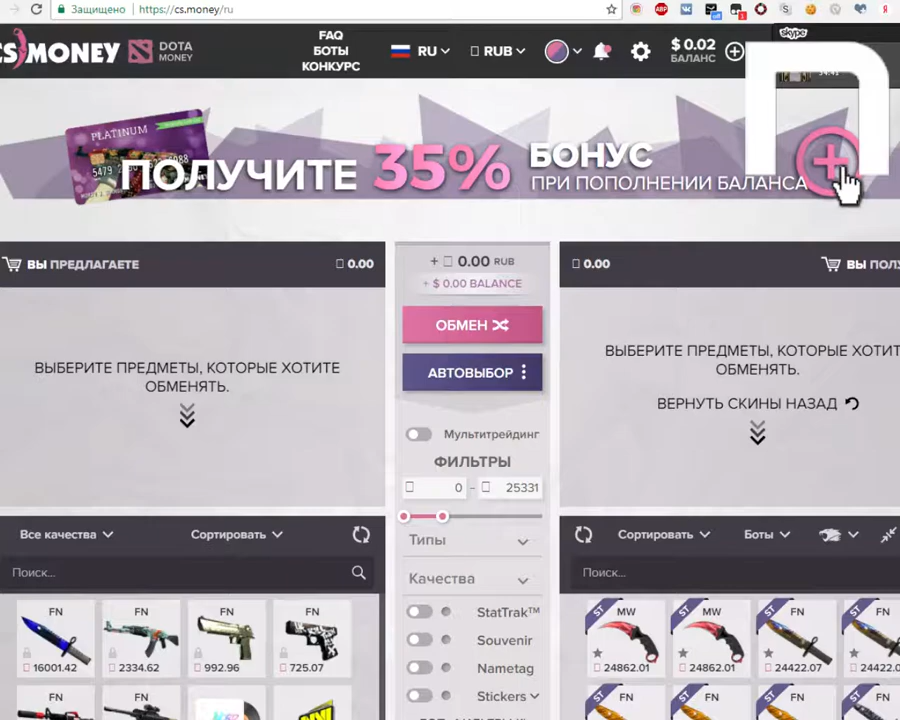 Защищено https://cs.money/ru
CS.MONEY DOTA MONEY
FAQ
БОТЫ
КОНКУРС
RU
RUB
$ 0.02
БАЛАНС
skype
PLATINUM
ПОЛУЧИТЕ 35% БОНУС
ПРИ ПОПОЛНЕНИИ БАЛАНСА
ВЫ ПРЕДЛАГАЕТЕ 0.00
+ 0.00 RUB
+ $ 0.00 BALANCE
0.00 ВЫ ПОЛУ
ОБМЕН
АВТОВЫБОР
ВЫБЕРИТЕ ПРЕДМЕТЫ, КОТОРЫЕ ХОТИТЕ
ОБМЕНЯТЬ.
ВЫБЕРИТЕ ПРЕДМЕТЫ, КОТОРЫЕ ХОТИТ
ОБМЕНЯТЬ.
ВЕРНУТЬ СКИНЫ НАЗАД
Мультитрейдинг
ФИЛЬТРЫ
0 - 25331
Типы
Качества
StatTrak™
Souvenir
Nametag
Stickers
Все качества Сортировать
Поиск...
FN FN FN FN
16001.42 2334.62 992.96 725.07
FN FN FN
Сортировать Боты
Поиск...
ST MW ST MW ST FN ST FN
24862.01 24862.01 24422.07 24422.0
ST FN ST FN ST FN ST FN